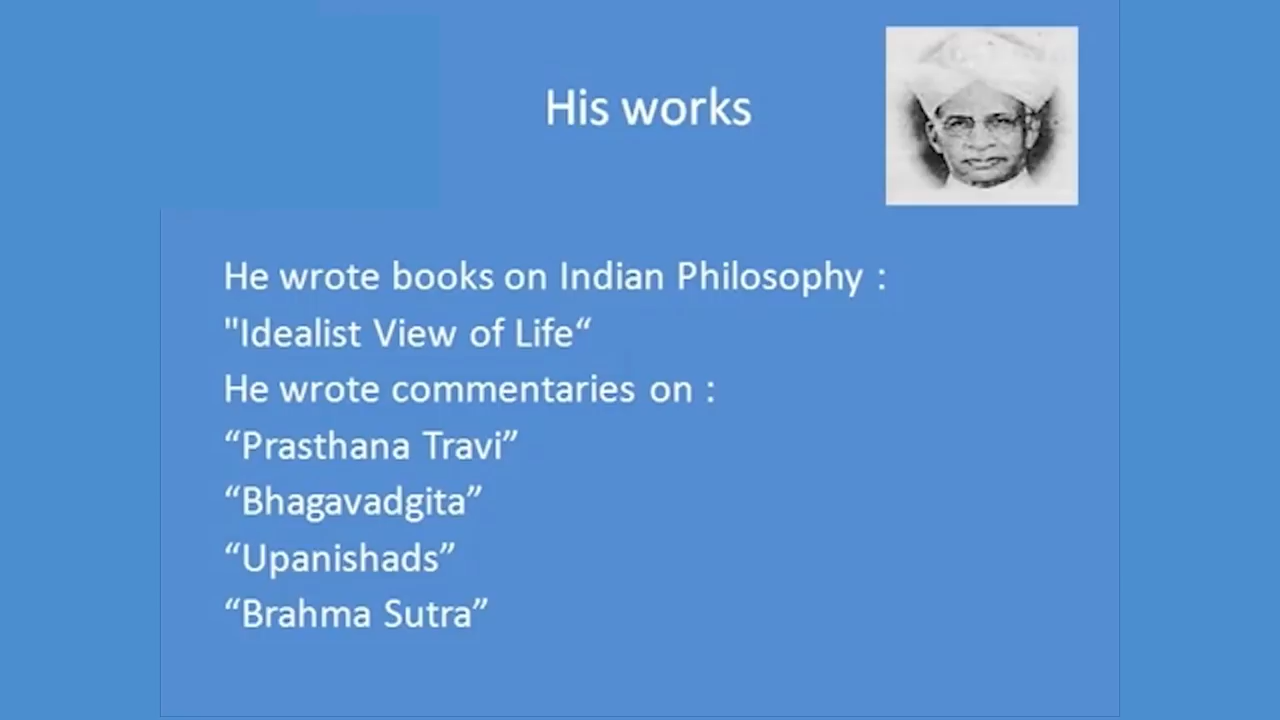 His works
He wrote books on Indian Philosophy :
"Idealist View of Life“
He wrote commentaries on :
“Prasthana Travi”
“Bhagavadgita”
“Upanishads”
“Brahma Sutra”